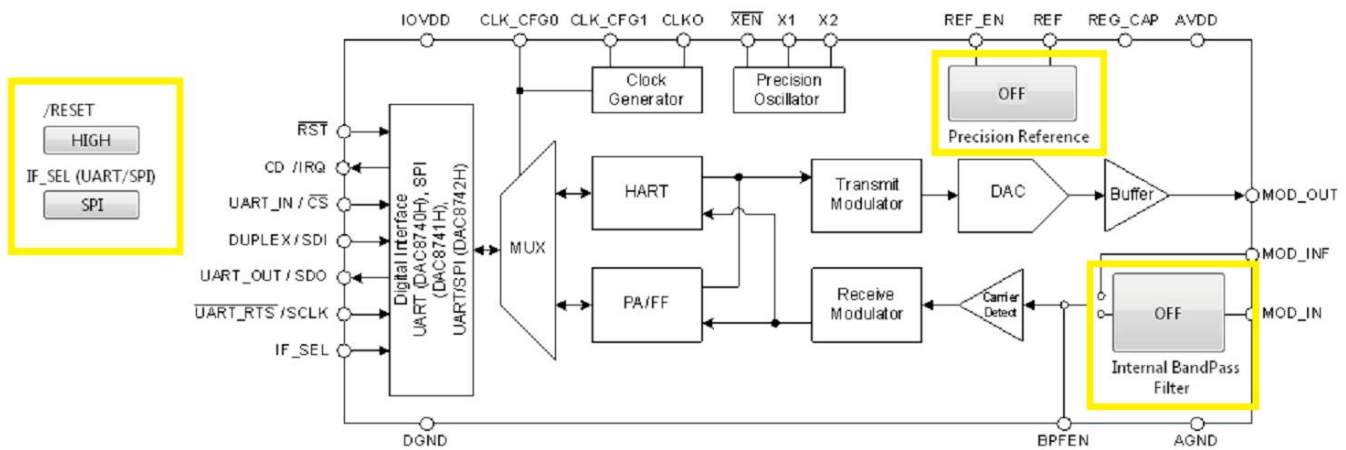 IOVDD CLK_CFG0 CLK_CFG1 CLKO XEN X1 X2 REF_EN REF REG_CAP AVDD
/RESET
HIGH
IF_SEL (UART/SPI)
SPI
RST
CD /IRQ
UART_IN / CS
DUPLEX / SDI
UART_OUT / SDO
UART_RTS / SCLK
IF_SEL
Digital Interface
UART (DAC8740H), SPI
(DAC8741H),
UART/SPI (DAC8742H)
MUX
Clock
Generator
Precision
Oscillator
OFF
Precision Reference
HART
PA/FF
Transmit
Modulator
DAC
Buffer
MOD_OUT
MOD_INF
Receive
Modulator
Carrier
Detect
OFF
MOD_IN
Internal BandPass
Filter
DGND BPFEN AGND